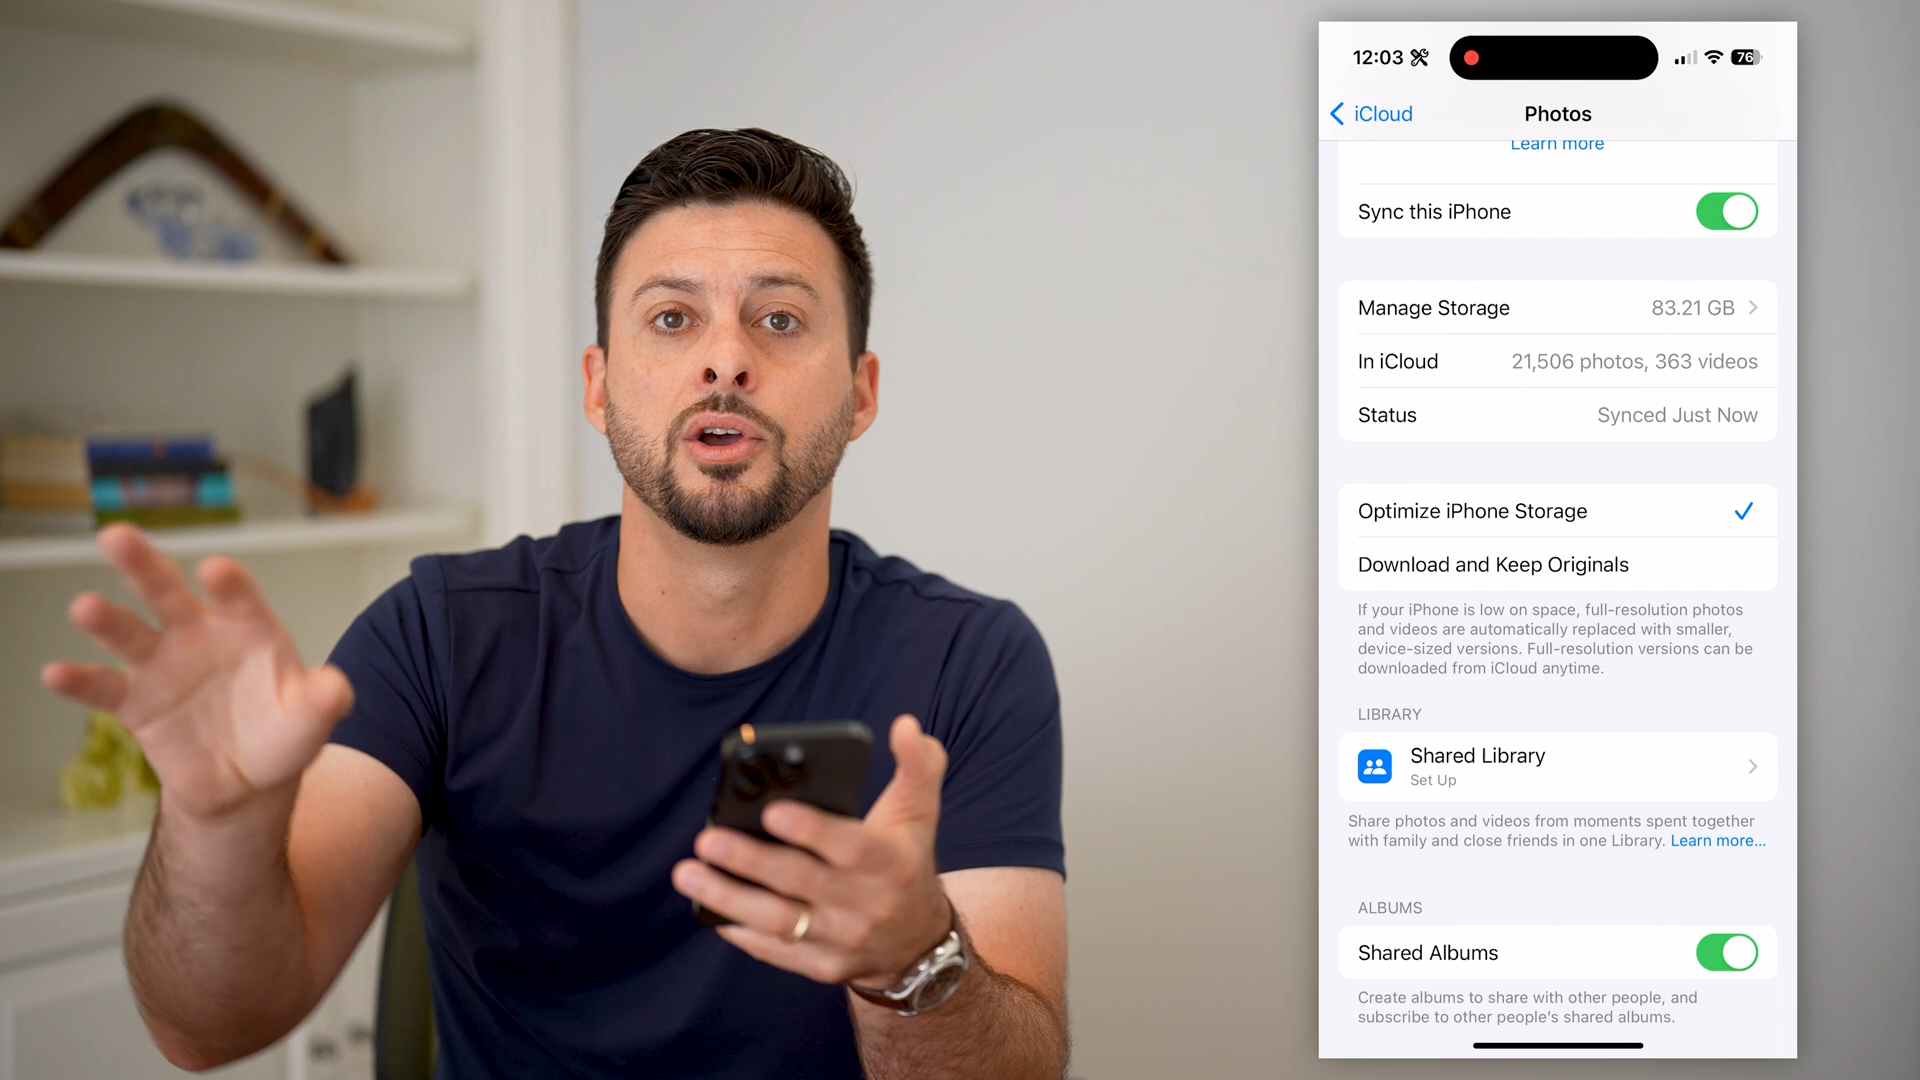 12:03
76
iCloud
Photos
Learn more
Sync this iPhone
Manage Storage 83.21 GB
In iCloud 21,506 photos, 363 videos
Status Synced Just Now
Optimize iPhone Storage
Download and Keep Originals
If your iPhone is low on space, full-resolution photos
and videos are automatically replaced with smaller,
device-sized versions. Full-resolution versions can be
downloaded from iCloud anytime.
LIBRARY
Shared Library
Set Up
Share photos and videos from moments spent together
with family and close friends in one Library. Learn more...
ALBUMS
Shared Albums
Create albums to share with other people, and
subscribe to other people's shared albums.